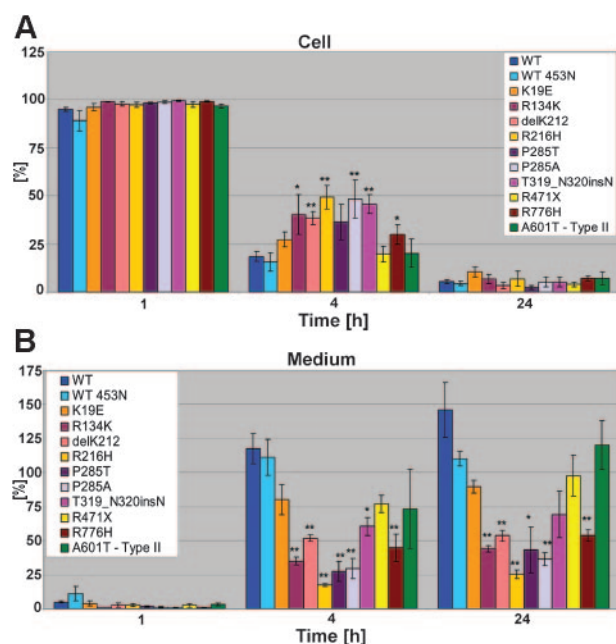 A
Cell
125
100
75
[%]
50
25
0
WT
WT 453N
K19E
R134K
delK212
R216H
P285T
P285A
T319_N320insN
R471X
R776H
A601T - Type II
*
**
**
**
**
*
1
4
24
Time [h]
B
Medium
175
150
125
100
[%]
75
50
25
0
WT
WT 453N
K19E
R134K
delK212
R216H
P285T
P285A
T319_N320insN
R471X
R776H
A601T - Type II
**
**
**
**
**
*
**
**
**
**
*
**
**
1
4
24
Time [h]